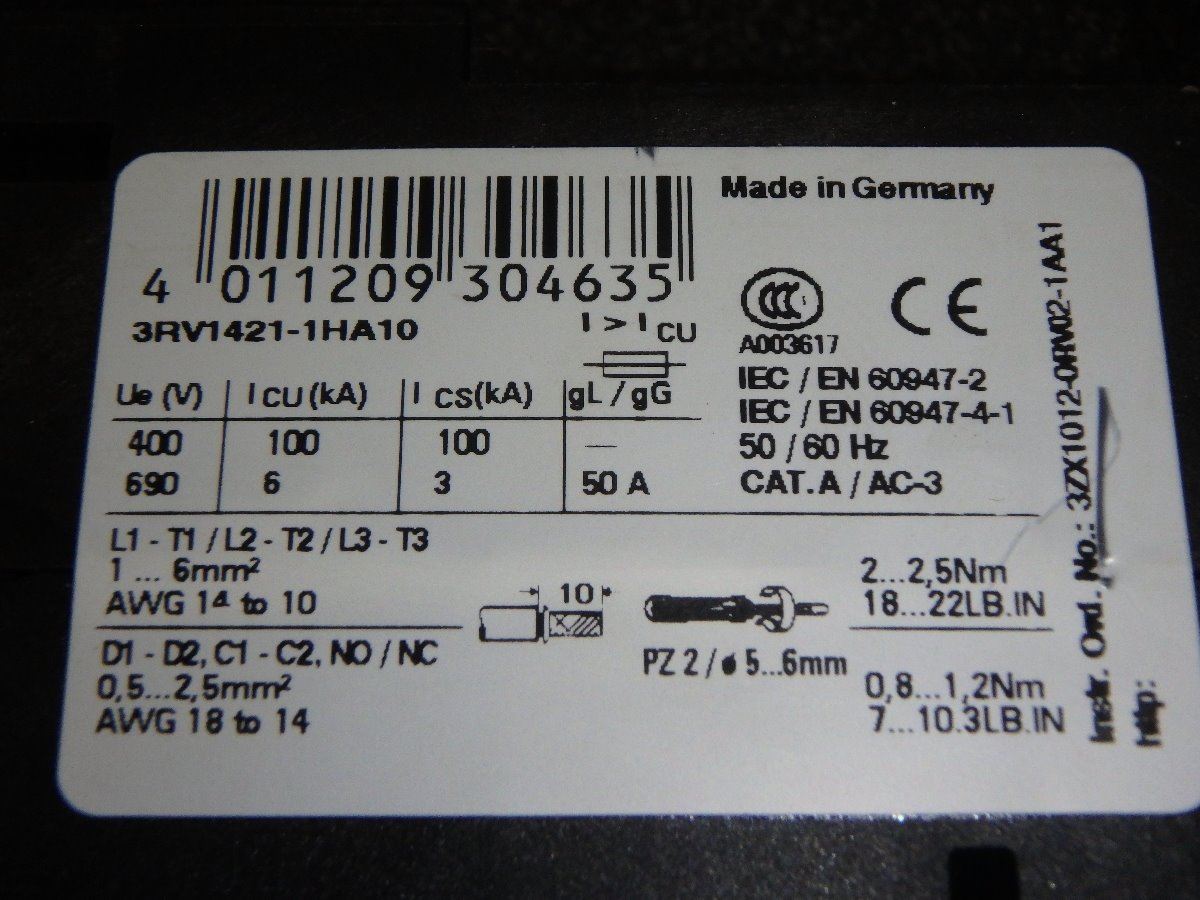 Made in Germany
4 011209 304635
3RV1421-1HA10
I > I CU
CCC
A003617
CE
Ue (V) I CU (kA) I CS(kA) gL / gG
400 100 100 —
690 6 3 50 A
IEC / EN 60947-2
IEC / EN 60947-4-1
50 / 60 Hz
CAT.A / AC-3
L1 - T1 / L2 - T2 / L3 - T3
1 ... 6mm²
AWG 14 to 10
10
2...2,5Nm
18...22LB.IN
D1 - D2, C1 - C2, NO / NC
0,5...2,5mm²
AWG 18 to 14
PZ 2 / ø 5...6mm
0,8...1,2Nm
7...10.3LB.IN
Instr. Ord. No.: 3ZX1012-0RV02-1AA1
http: